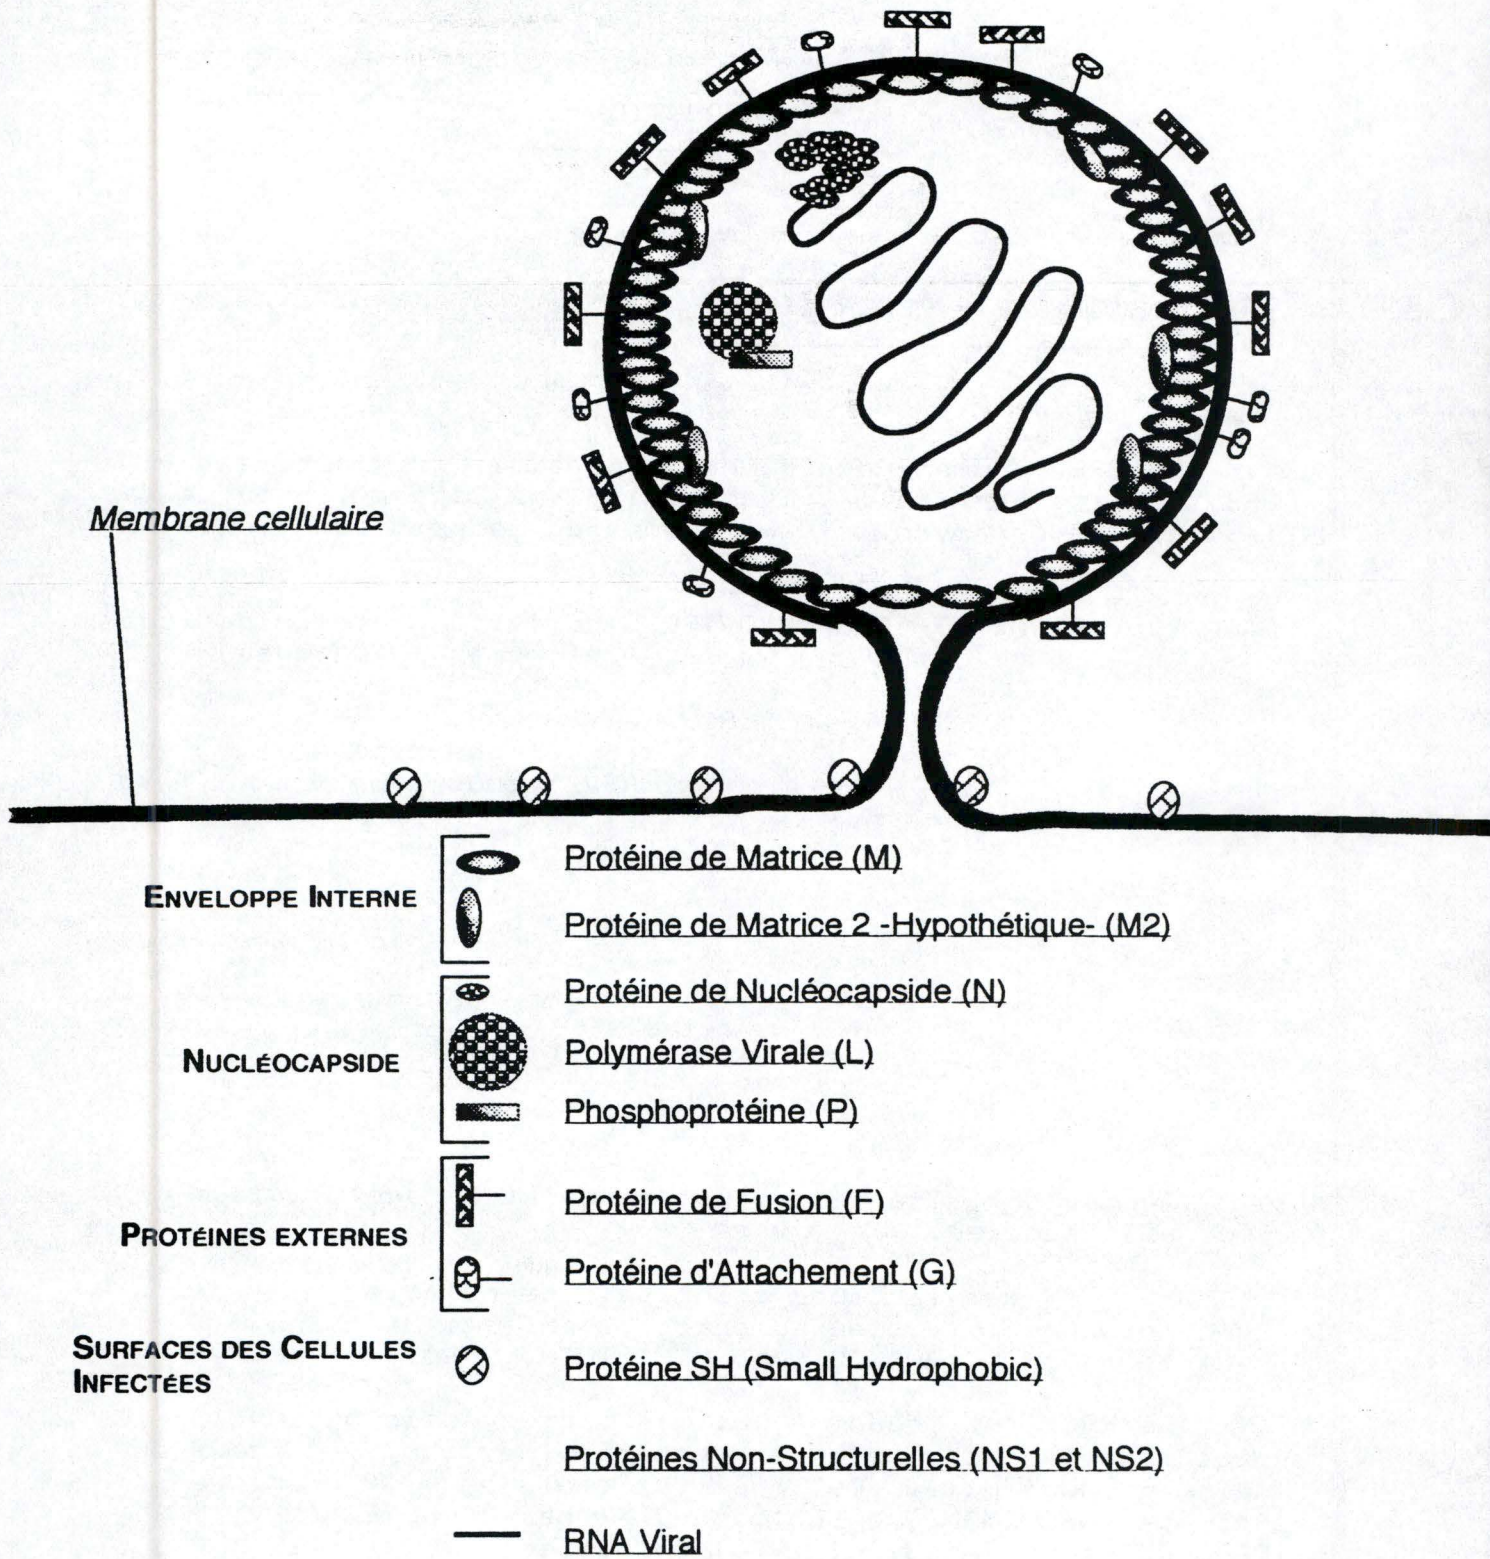 Membrane cellulaire
ENVELOPPE INTERNE
Protéine de Matrice (M)
Protéine de Matrice 2 -Hypothétique- (M2)
NUCLÉOCAPSIDE
Protéine de Nucléocapside (N)
Polymérase Virale (L)
Phosphoprotéine (P)
PROTÉINES EXTERNES
Protéine de Fusion (F)
Protéine d'Attachement (G)
SURFACES DES CELLULES
INFECTÉES
Protéine SH (Small Hydrophobic)
Protéines Non-Structurelles (NS1 et NS2)
RNA Viral